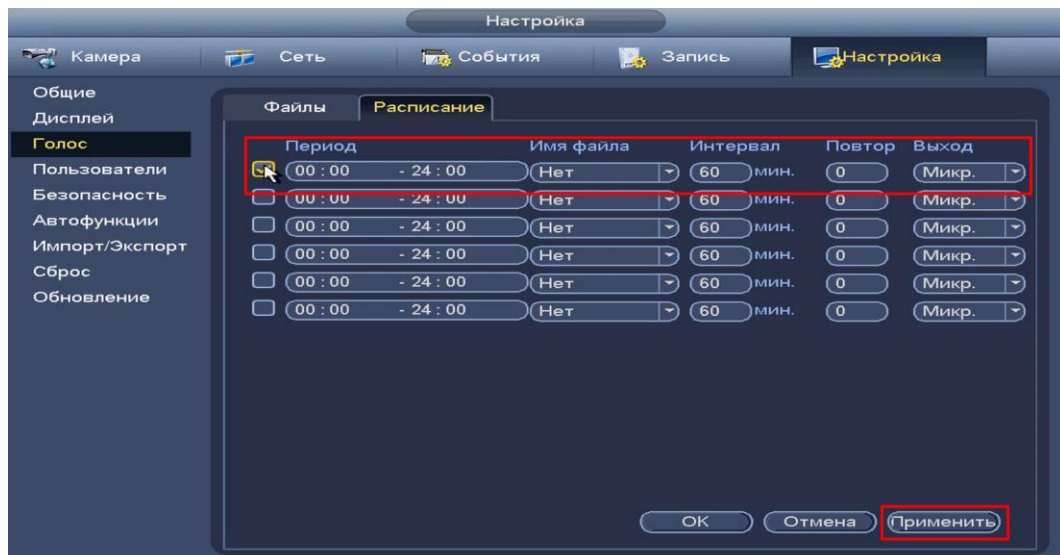 Настройка
Камера Сеть События Запись Настройка
Общие
Дисплей
Голос
Пользователи
Безопасность
Автофункции
Импорт/Экспорт
Сброс
Обновление
Файлы Расписание
Период Имя файла Интервал Повтор Выход
00 : 00 - 24 : 00 Нет 60 мин. 0 Микр.
00 : 00 - 24 : 00 Нет 60 мин. 0 Микр.
00 : 00 - 24 : 00 Нет 60 мин. 0 Микр.
00 : 00 - 24 : 00 Нет 60 мин. 0 Микр.
00 : 00 - 24 : 00 Нет 60 мин. 0 Микр.
00 : 00 - 24 : 00 Нет 60 мин. 0 Микр.
OK Отмена Применить